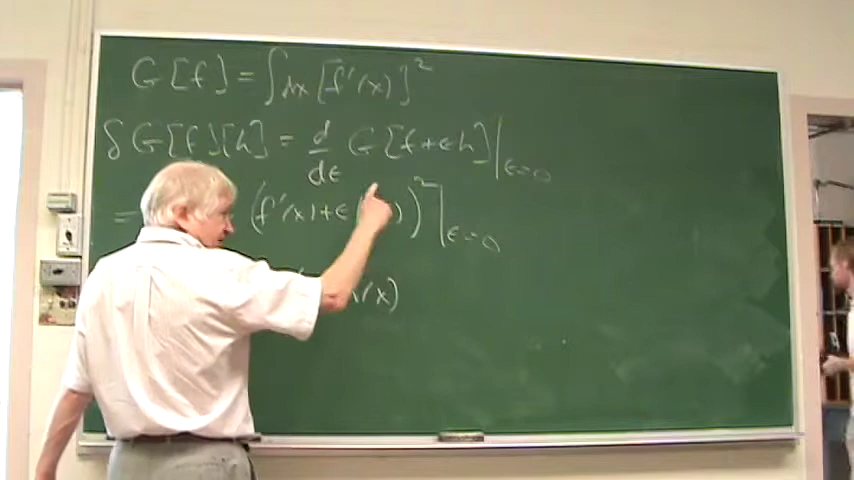 G[f] = ∫dx [f'(x)]²
δG[f][h] = d/dε G[f+εh]|ε=0
= (f'(x)+ε )²|ε=0
(x)